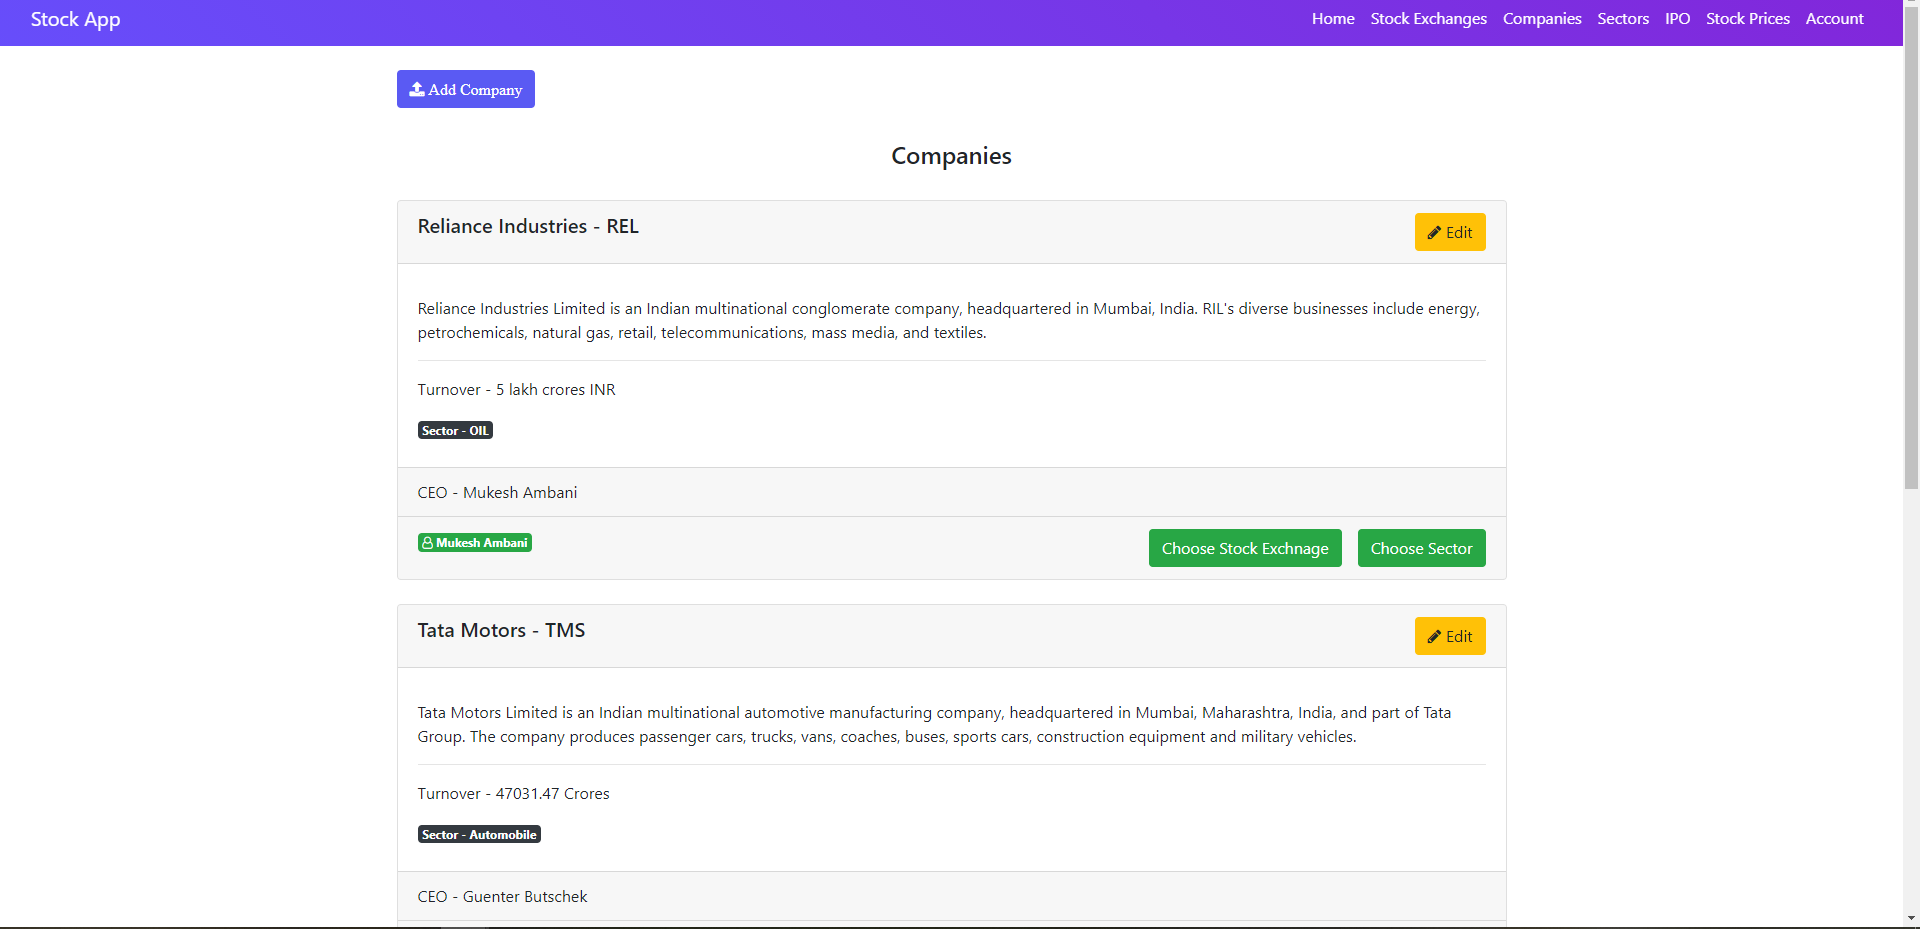 Stock App
Home Stock Exchanges Companies Sectors IPO Stock Prices Account
Add Company
Companies
Reliance Industries - REL
Edit
Reliance Industries Limited is an Indian multinational conglomerate company, headquartered in Mumbai, India. RIL's diverse businesses include energy,
petrochemicals, natural gas, retail, telecommunications, mass media, and textiles.
Turnover - 5 lakh crores INR
Sector - OIL
CEO - Mukesh Ambani
Mukesh Ambani
Choose Stock Exchnage
Choose Sector
Tata Motors - TMS
Edit
Tata Motors Limited is an Indian multinational automotive manufacturing company, headquartered in Mumbai, Maharashtra, India, and part of Tata
Group. The company produces passenger cars, trucks, vans, coaches, buses, sports cars, construction equipment and military vehicles.
Turnover - 47031.47 Crores
Sector - Automobile
CEO - Guenter Butschek